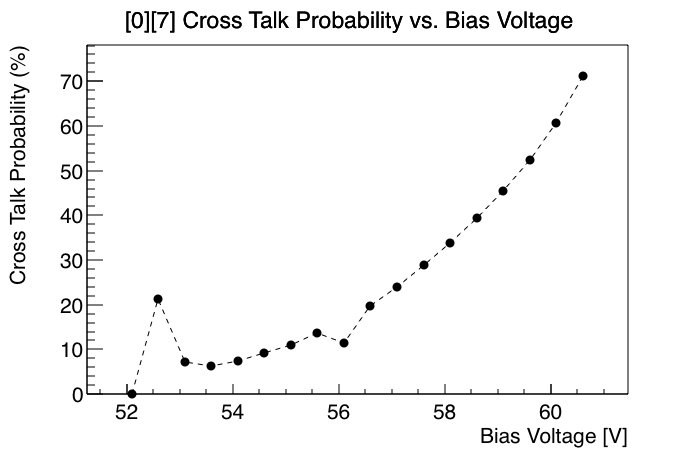 [0][7] Cross Talk Probability vs. Bias Voltage
Cross Talk Probability (%)
70
60
50
40
30
20
10
0
52 54 56 58 60
Bias Voltage [V]